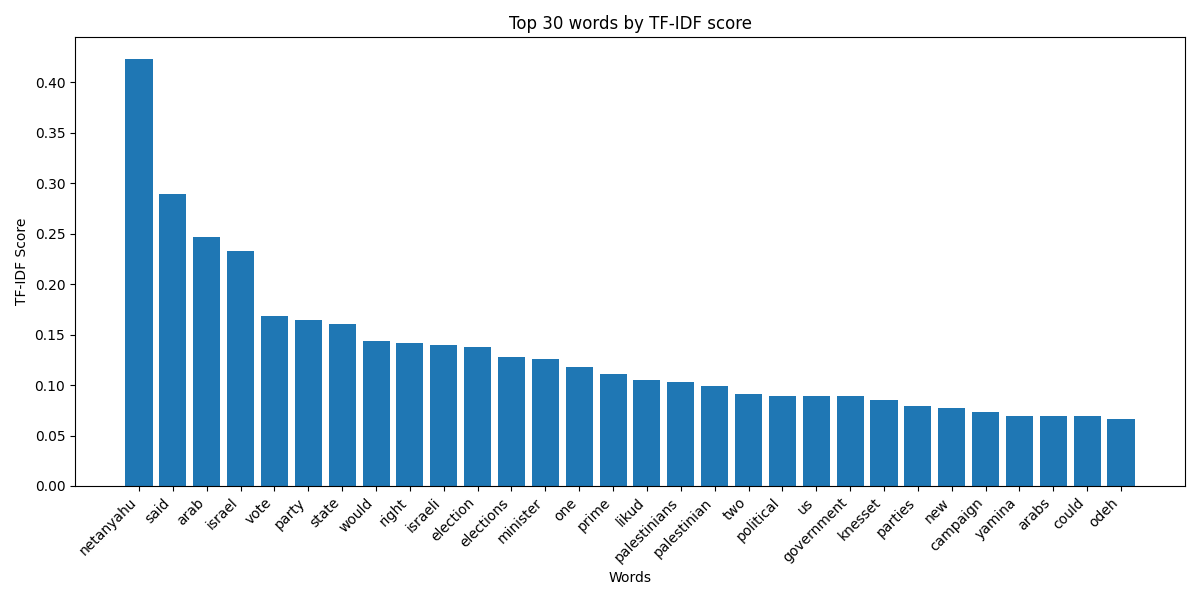 Top 30 words by TF-IDF score
TF-IDF Score
0.40
0.35
0.30
0.25
0.20
0.15
0.10
0.05
0.00
netanyahu
said
arab
israel
vote
party
state
would
right
israeli
election
elections
minister
one
prime
likud
palestinians
palestinian
two
political
us
government
knesset
parties
new
campaign
yamina
arabs
could
odeh
Words